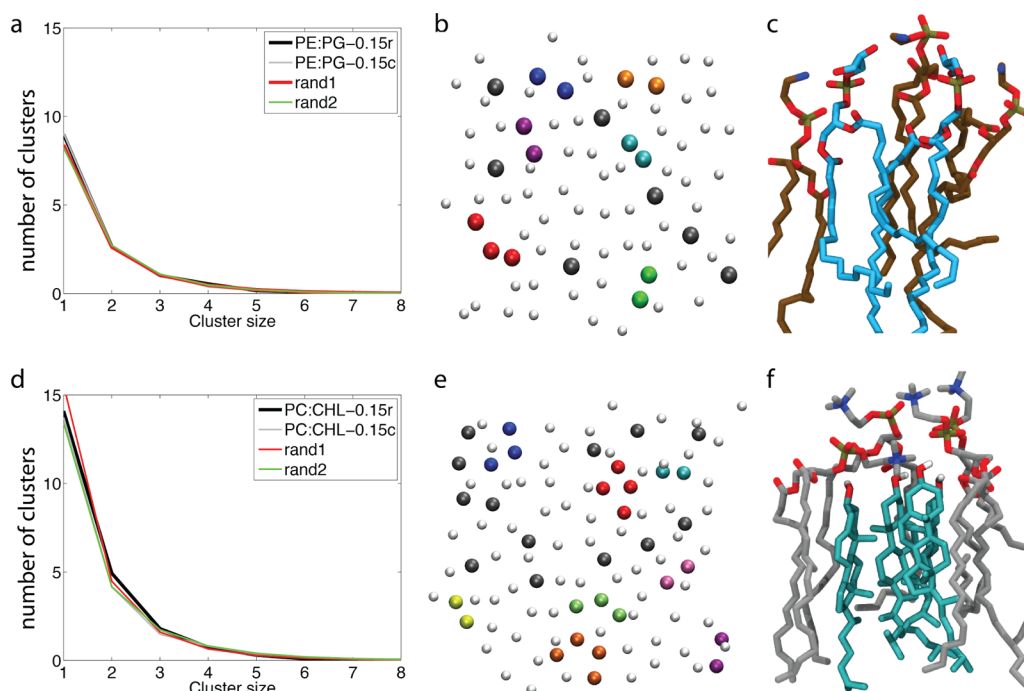 a
15
10
5
0
number of clusters
PE:PG-0.15r
PE:PG-0.15c
rand1
rand2
1 2 3 4 5 6 7 8
Cluster size
b
c
d
15
10
5
0
number of clusters
PC:CHL-0.15r
PC:CHL-0.15c
rand1
rand2
1 2 3 4 5 6 7 8
Cluster size
e
f